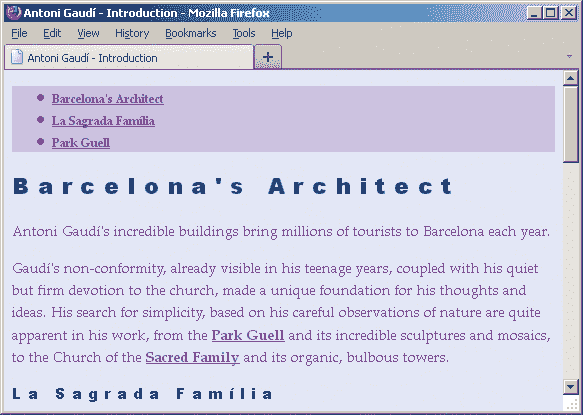 Antoni Gaudí - Introduction - Mozilla Firefox
File Edit View History Bookmarks Tools Help
Antoni Gaudí - Introduction
Barcelona's Architect
La Sagrada Família
Park Guell
Barcelona's Architect
Antoni Gaudí's incredible buildings bring millions of tourists to Barcelona each year.
Gaudí's non-conformity, already visible in his teenage years, coupled with his quiet
but firm devotion to the church, made a unique foundation for his thoughts and
ideas. His search for simplicity, based on his careful observations of nature are quite
apparent in his work, from the Park Guell and its incredible sculptures and mosaics,
to the Church of the Sacred Family and its organic, bulbous towers.
La Sagrada Família